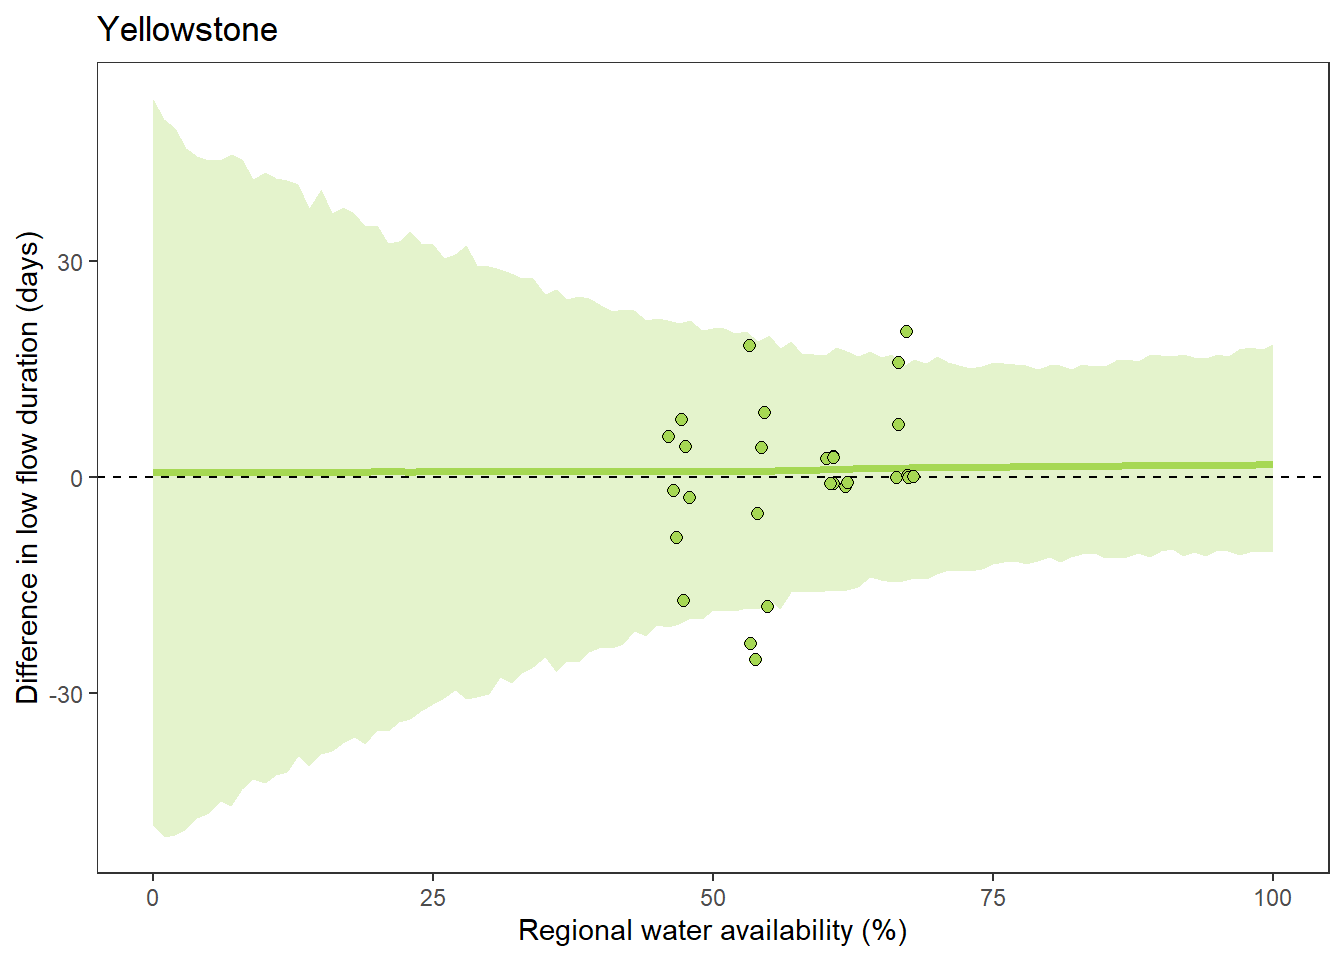 Yellowstone
Difference in low flow duration (days)
30
0
-30
0
25
50
75
100
Regional water availability (%)